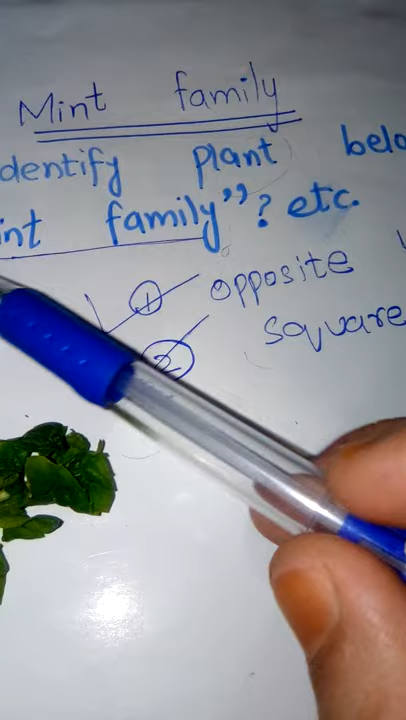 Mint family
dentify plant belo
int family"? etc.
① opposite
② square